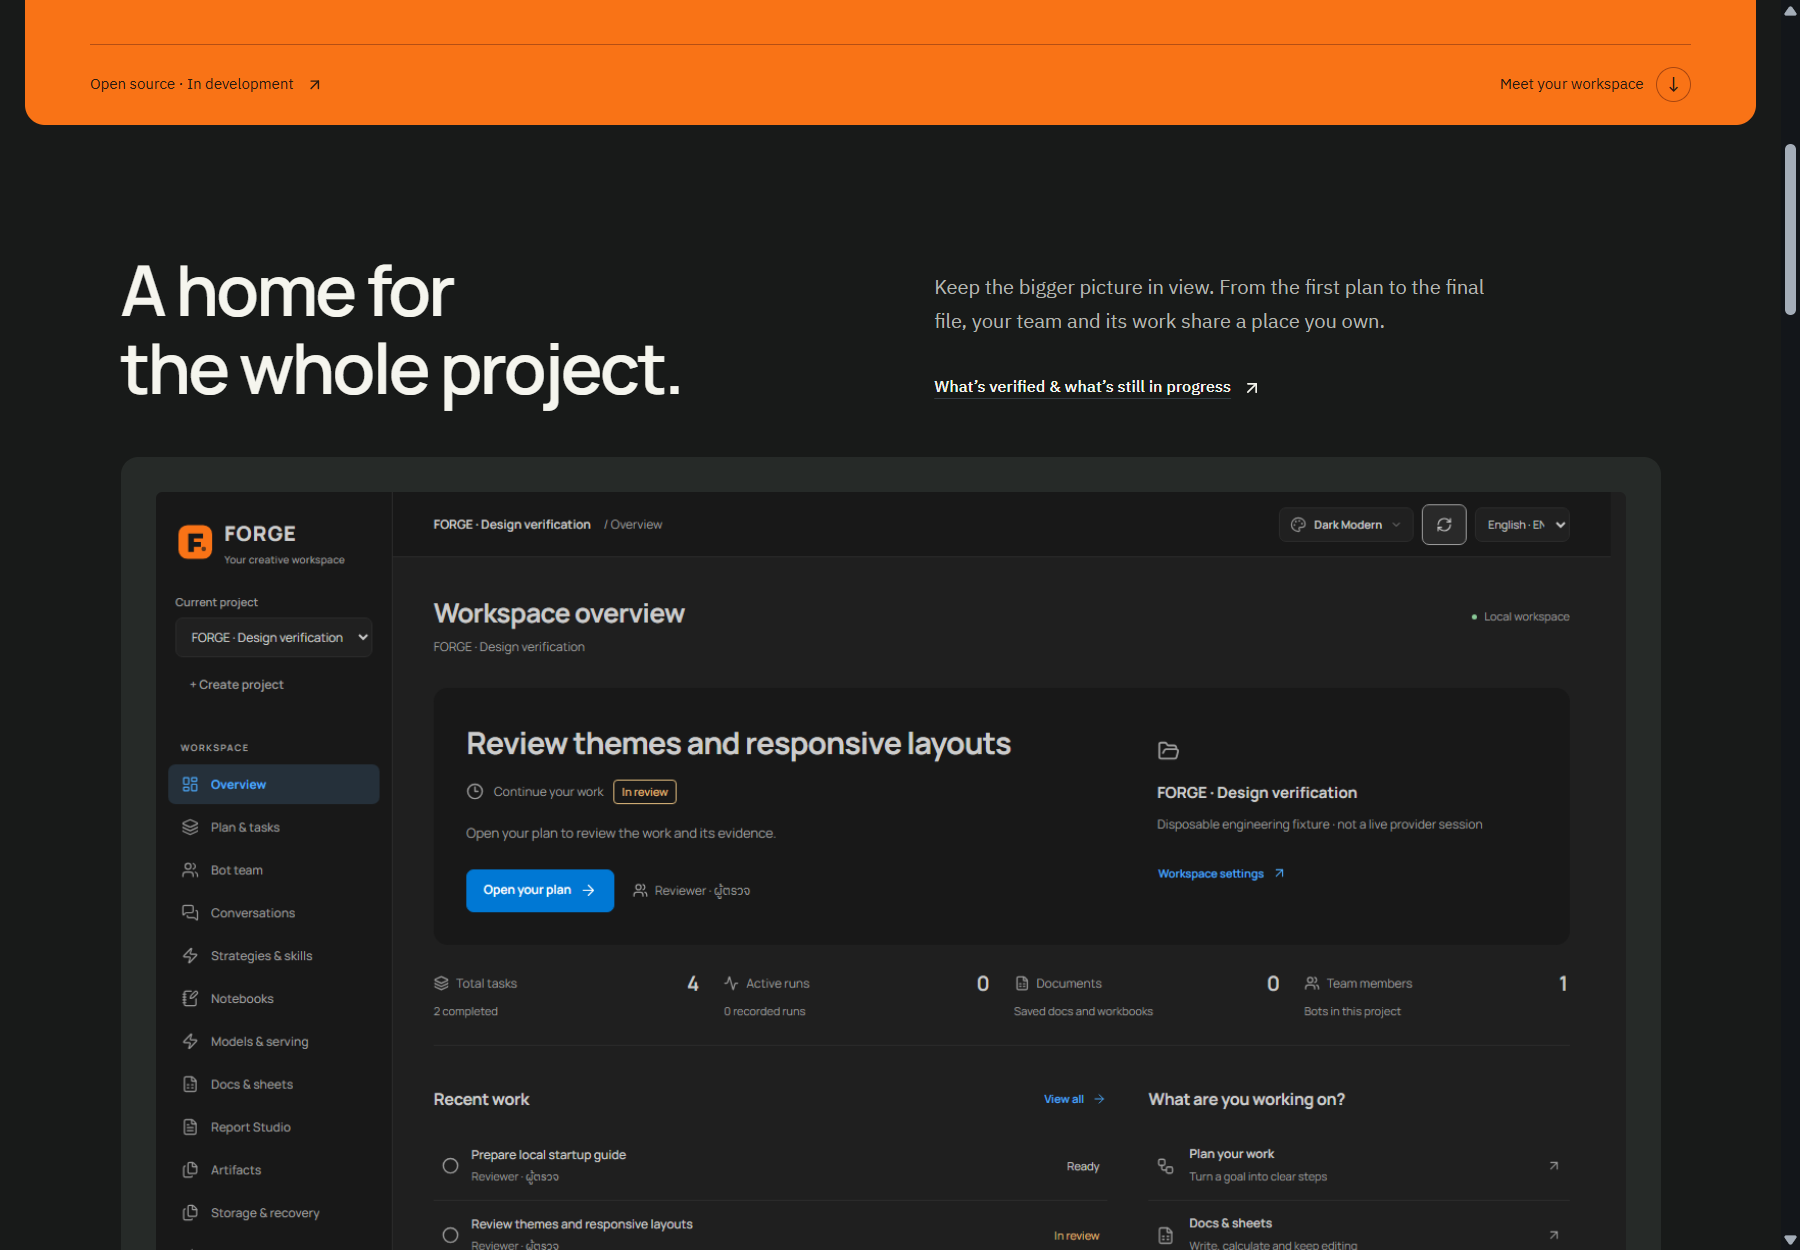 Open source · In development
Meet your workspace
A home for
the whole project.
Keep the bigger picture in view. From the first plan to the final
file, your team and its work share a place you own.
What's verified & what's still in progress
F.
FORGE
Your creative workspace
Current project
FORGE · Design verification
+ Create project
WORKSPACE
Overview
Plan & tasks
Bot team
Conversations
Strategies & skills
Notebooks
Models & serving
Docs & sheets
Report Studio
Artifacts
Storage & recovery
FORGE · Design verification / Overview
Dark Modern
English · EN
Workspace overview
FORGE · Design verification
Local workspace
Review themes and responsive layouts
Continue your work
In review
Open your plan to review the work and its evidence.
Open your plan
Reviewer · ผู้ตรวจ
FORGE · Design verification
Disposable engineering fixture · not a live provider session
Workspace settings
Total tasks
4
2 completed
Active runs
0
0 recorded runs
Documents
0
Saved docs and workbooks
Team members
1
Bots in this project
Recent work
View all
Prepare local startup guide
Reviewer · ผู้ตรวจ
Ready
Review themes and responsive layouts
Reviewer · ผู้ตรวจ
In review
What are you working on?
Plan your work
Turn a goal into clear steps
Docs & sheets
Write, calculate and keep editing